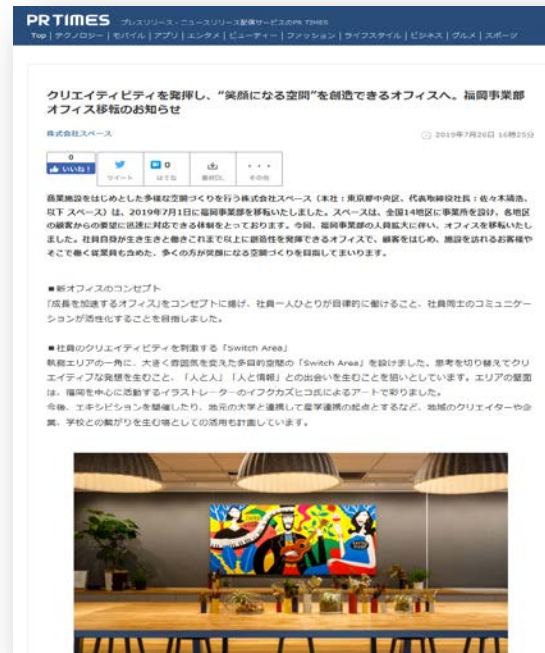 PRTIMES プレスリリース・ニュースリリース配信サービスのPR TIMES
Top | テクノロジー | モバイル | アプリ | エンタメ | ビューティー | ファッション | ライフスタイル | ビジネス | グルメ | スポーツ
クリエイティビティを発揮し、“笑顔になる空間”を創造できるオフィスへ。福岡事業部
オフィス移転のお知らせ
株式会社スペース
2019年7月26日 16時25分
0
いいね！
ツイート
B! 0
はてな
素材DL
・・・
その他
商業施設をはじめとした多様な空間づくりを行う株式会社スペース（本社：東京都中央区、代表取締役社長：佐々木靖浩、
以下 スペース）は、2019年7月1日に福岡事業部を移転いたしました。スペースは、全国14地区に事業所を設け、各地区
の顧客からの要望に迅速に対応できる体制をとっております。今回、福岡事業部の人員拡大に伴い、オフィスを移転いたし
ました。社員自身が生き生きと働きこれまで以上に創造性を発揮できるオフィスで、顧客をはじめ、施設を訪れるお客様や
そこで働く従業員も含めた、多くの方が笑顔になる空間づくりを目指してまいります。
■新オフィスのコンセプト
「成長を加速するオフィス」をコンセプトに掲げ、社員一人ひとりが自律的に働けること、社員同士のコミュニケー
ションが活性化することを目指しました。
■社員のクリエイティビティを刺激する「Switch Area」
執務エリアの一角に、大きく雰囲気を変えた多目的空間の「Switch Area」を設けました。思考を切り替えてクリ
エイティブな発想を生むこと、「人と人」「人と情報」との出会いを生むことを狙いとしています。エリアの壁面
は、福岡を中心に活動するイラストレーターのイフクカズヒコ氏によるアートで彩りました。
今後、エキシビションを開催したり、地元の大学と連携して産学連携の起点とするなど、地域のクリエイターや企
業、学校との繋がりを生む場としての活用も計画しています。